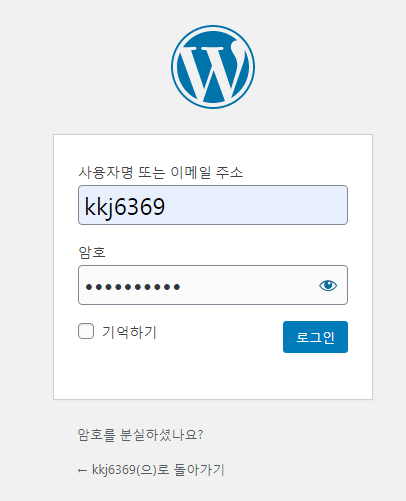 사용자명 또는 이메일 주소
kkj6369
암호
••••••••••
기억하기
로그인
암호를 분실하셨나요?
← kkj6369(으)로 돌아가기